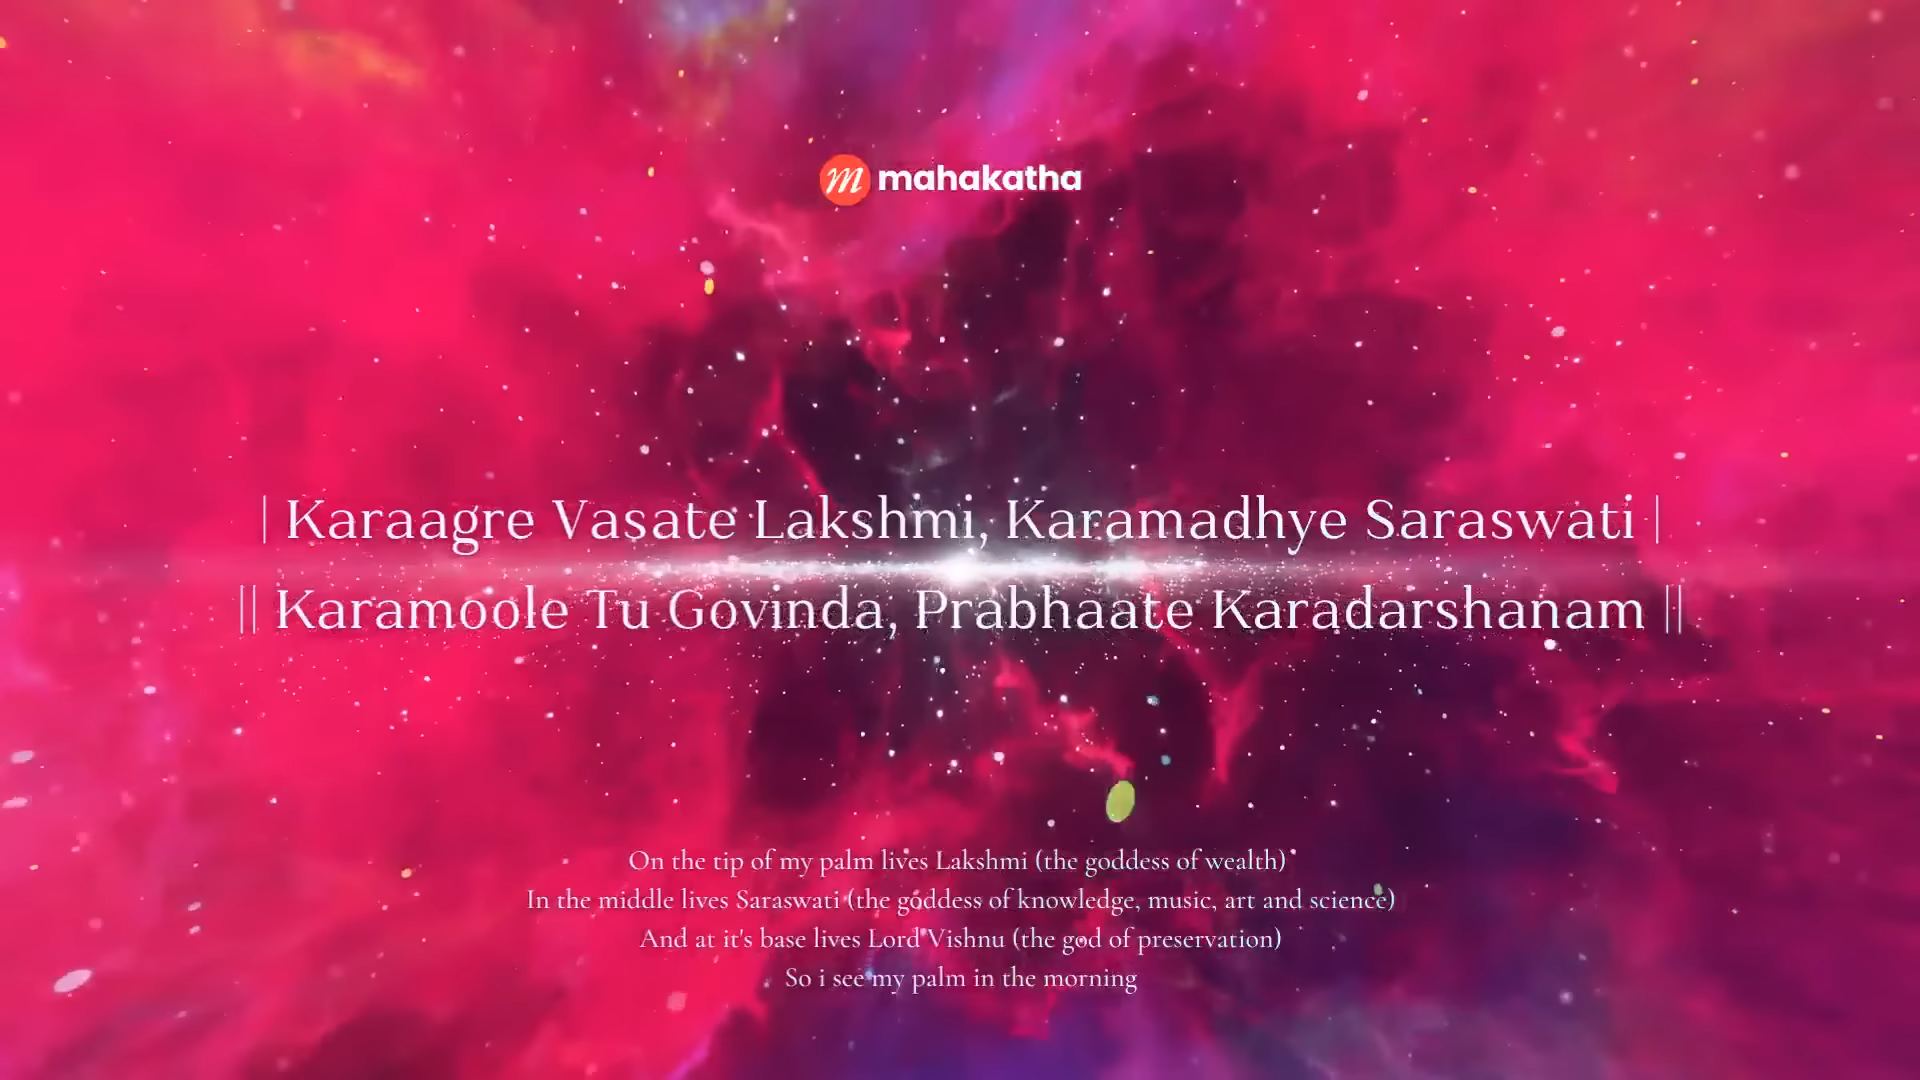 mahakatha
| Karaagre Vasate Lakshmi, Karamadhye Saraswati |
|| Karamoole Tu Govinda, Prabhaate Karadarshanam ||
On the tip of my palm lives Lakshmi (the goddess of wealth)
In the middle lives Saraswati (the goddess of knowledge, music, art and science)
And at it's base lives Lord Vishnu (the god of preservation)
So i see my palm in the morning